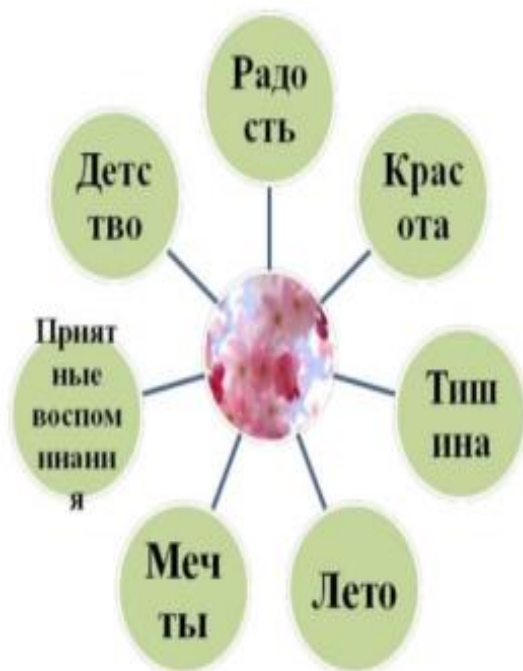 Радо
сть
Крас
ота
Тиш
ина
Лето
Меч
ты
Прият
ные
воспом
инани
я
Детс
тво